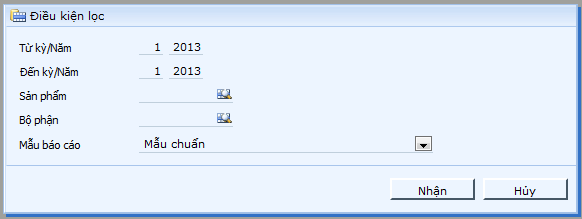 Điều kiện lọc
Từ kỳ/Năm 1 2013
Đến kỳ/Năm 1 2013
Sản phẩm
Bộ phận
Mẫu báo cáo Mẫu chuẩn
Nhận Hủy